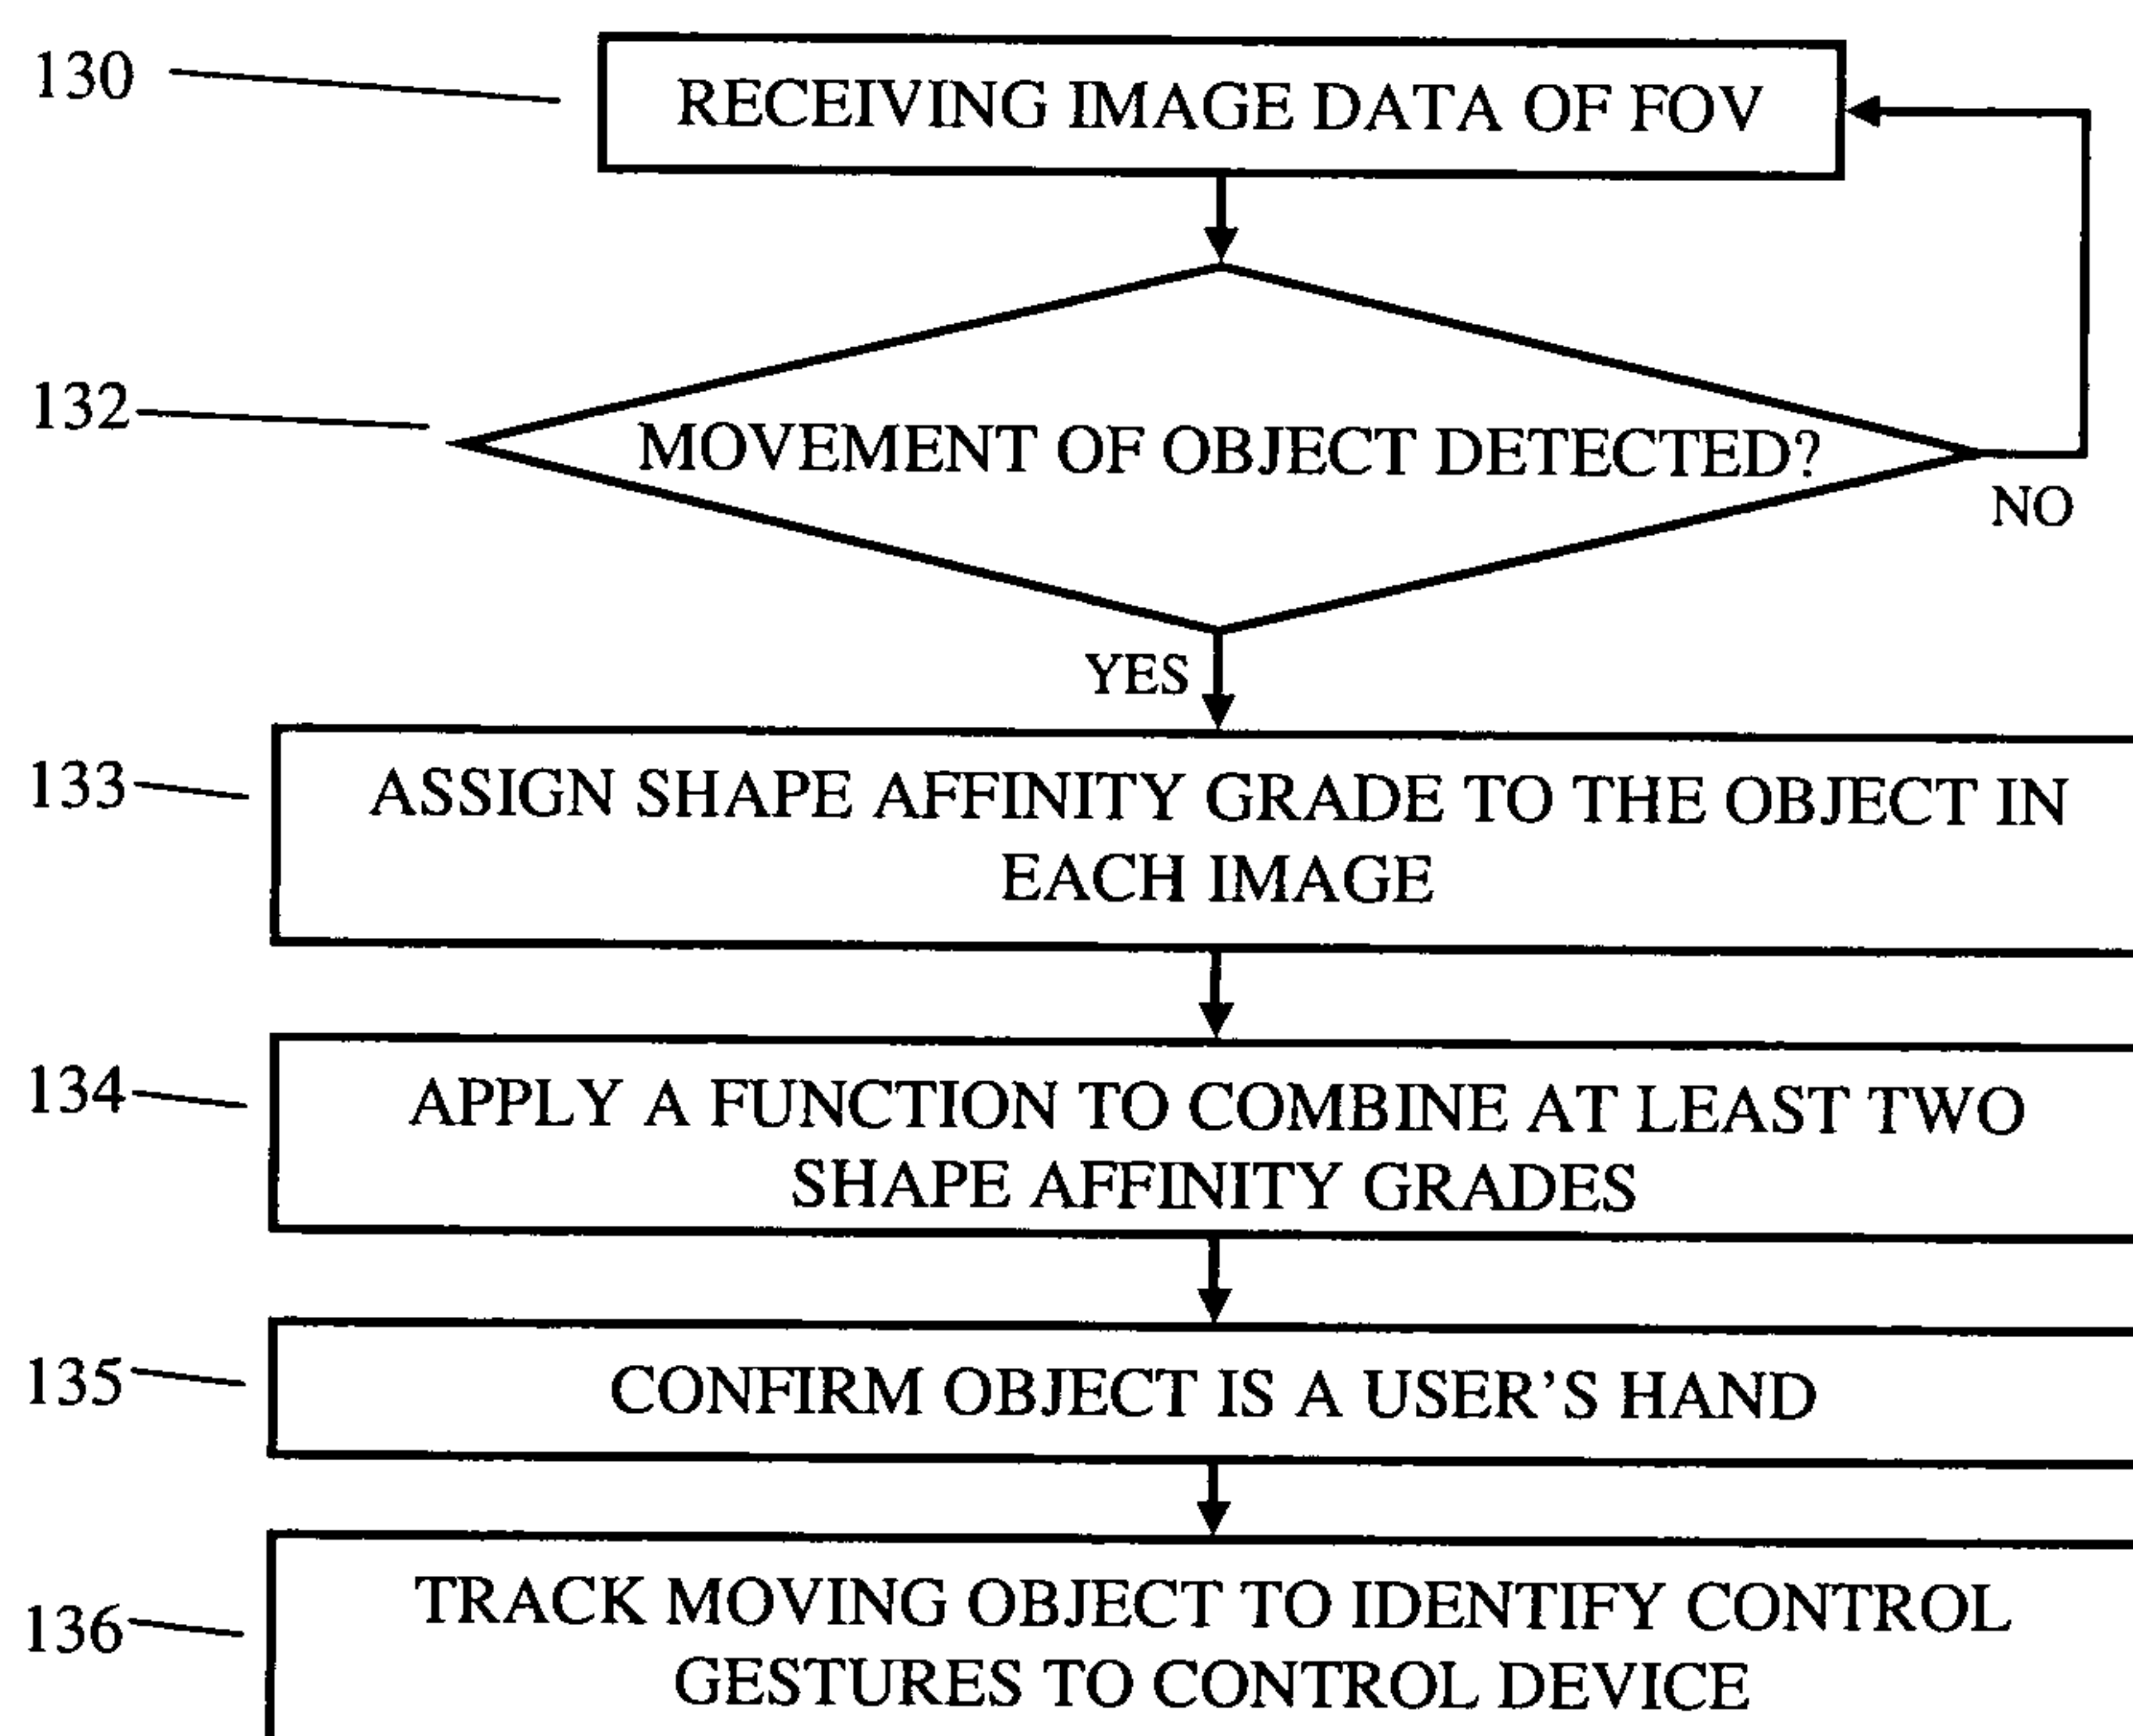 130
RECEIVING IMAGE DATA OF FOV
132
MOVEMENT OF OBJECT DETECTED?
NO
YES
133
ASSIGN SHAPE AFFINITY GRADE TO THE OBJECT IN
EACH IMAGE
134
APPLY A FUNCTION TO COMBINE AT LEAST TWO
SHAPE AFFINITY GRADES
135
CONFIRM OBJECT IS A USER’S HAND
136
TRACK MOVING OBJECT TO IDENTIFY CONTROL
GESTURES TO CONTROL DEVICE